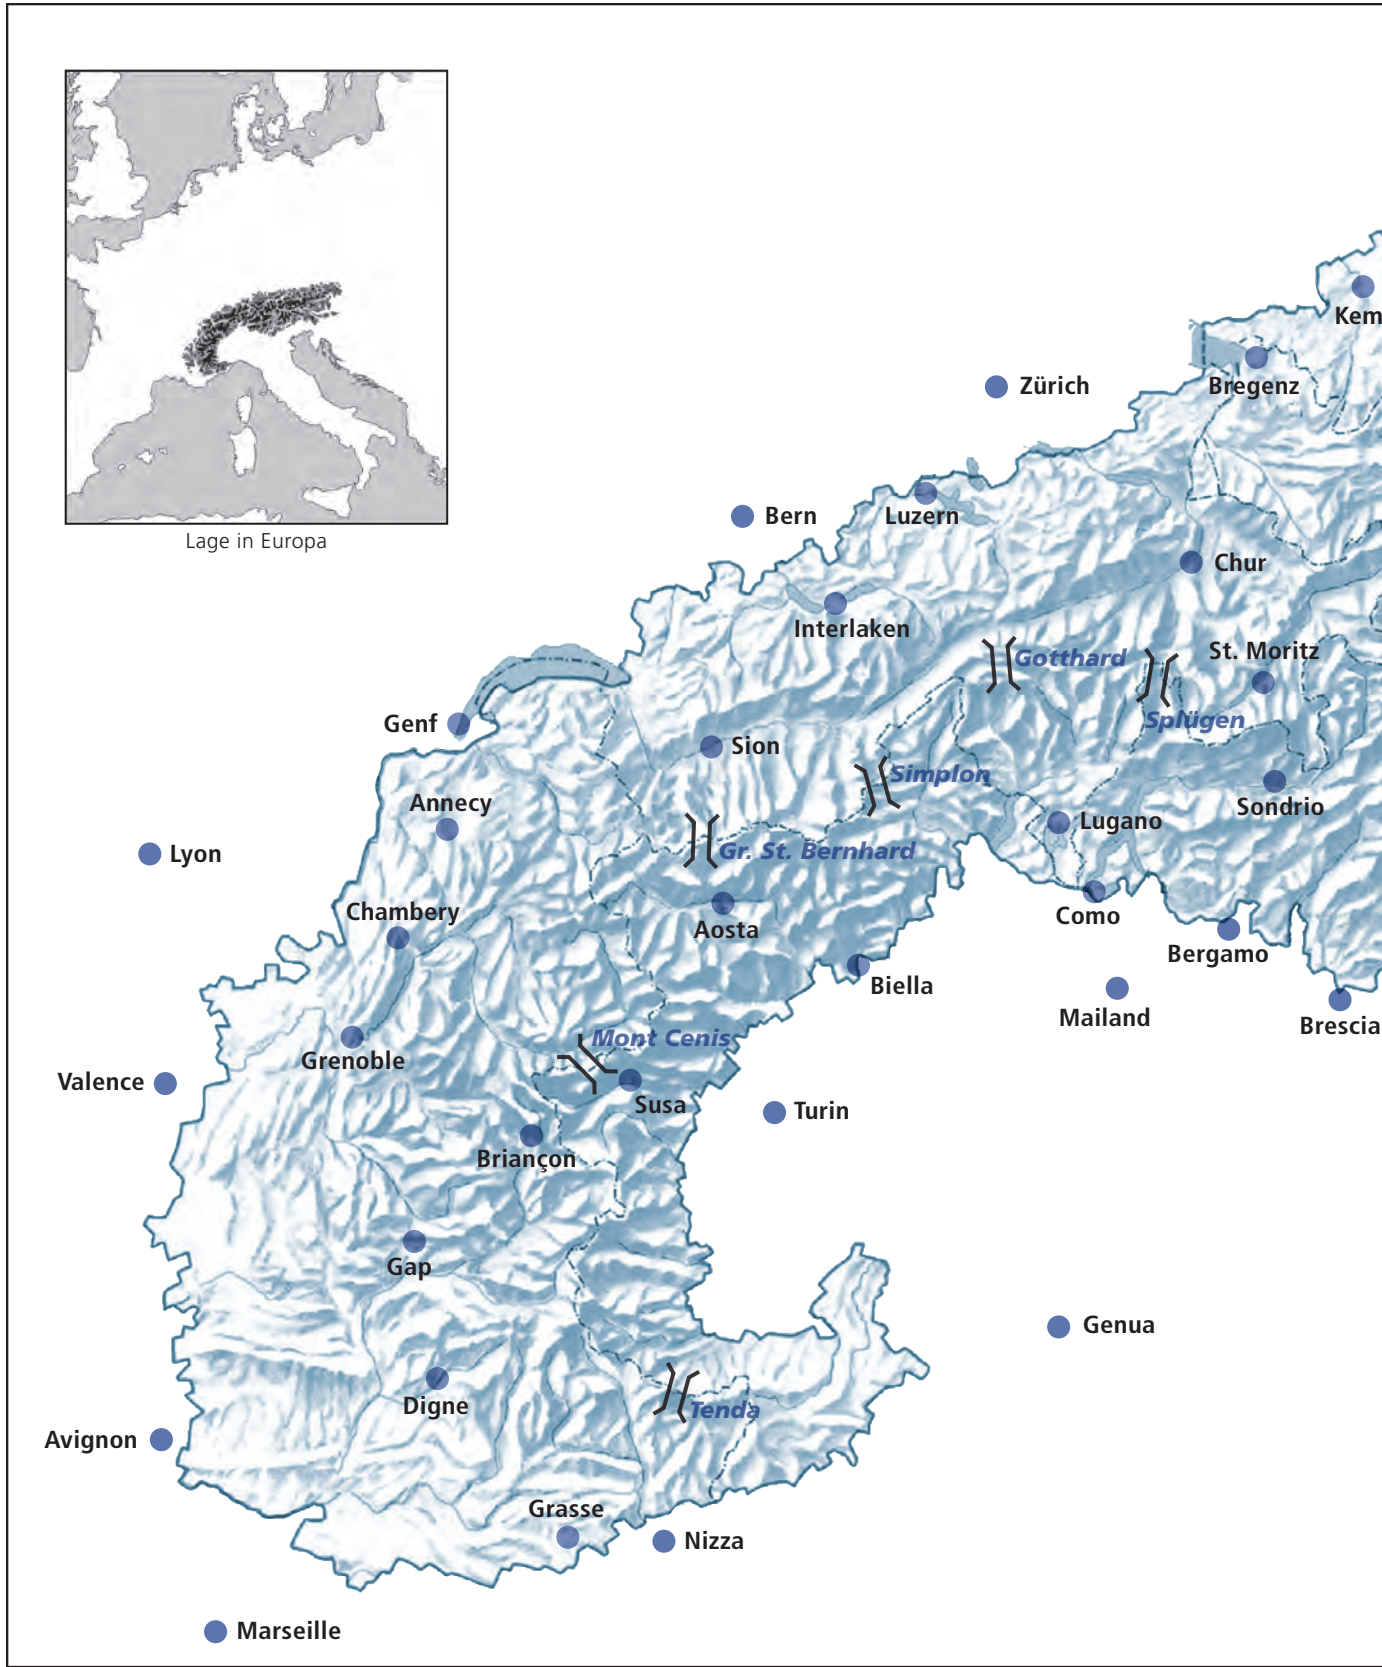 Lage in Europa
Kem
Bregenz
Zürich
Bern
Luzern
Chur
Interlaken
Gotthard
St. Moritz
Genf
Splügen
Sion
Simplon
Annecy
Sondrio
Lugano
Lyon
Gr. St. Bernhard
Chambery
Como
Aosta
Bergamo
Biella
Mailand
Brescia
Mont Cenis
Grenoble
Valence
Susa
Turin
Briançon
Gap
Genua
Digne
Tenda
Avignon
Grasse
Nizza
Marseille